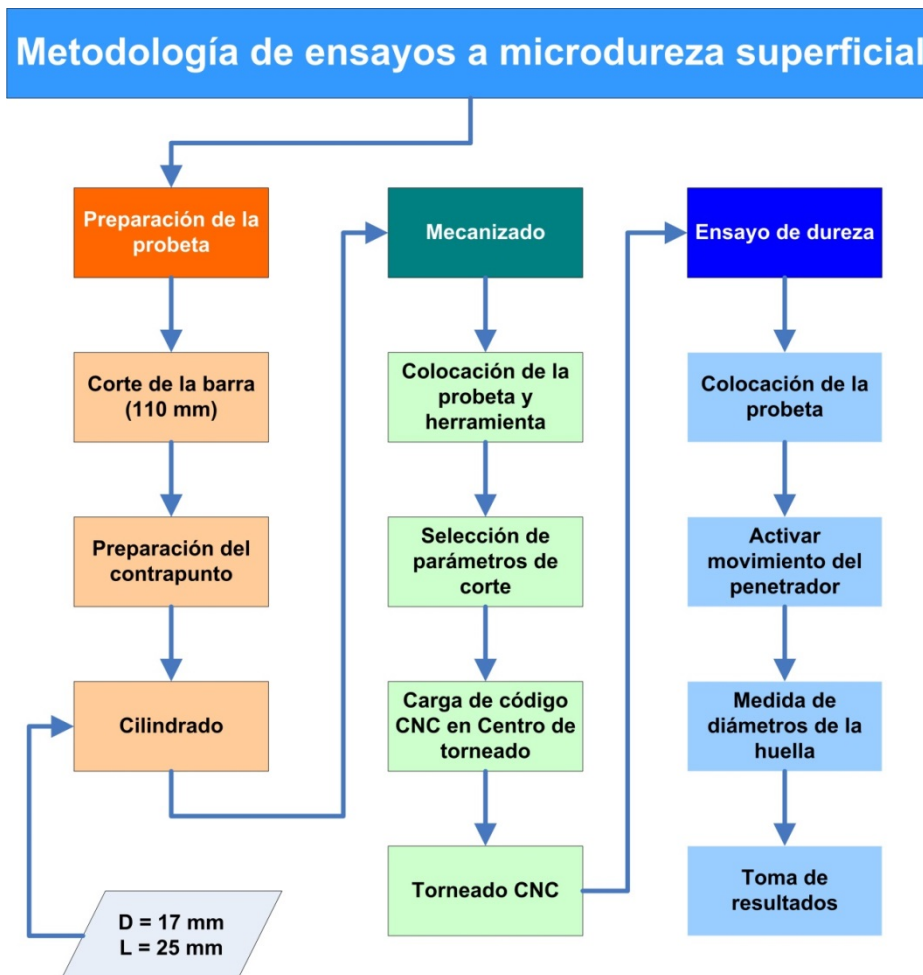 Metodología de ensayos a microdureza superficial
Preparación de la
probeta
Corte de la barra
(110 mm)
Preparación del
contrapunto
Cilindrado
D = 17 mm
L = 25 mm
Mecanizado
Colocación de la
probeta y
herramienta
Selección de
parámetros de
corte
Carga de código
CNC en Centro de
torneado
Torneado CNC
Ensayo de dureza
Colocación de la
probeta
Activar
movimiento del
penetrador
Medida de
diámetros de la
huella
Toma de
resultados